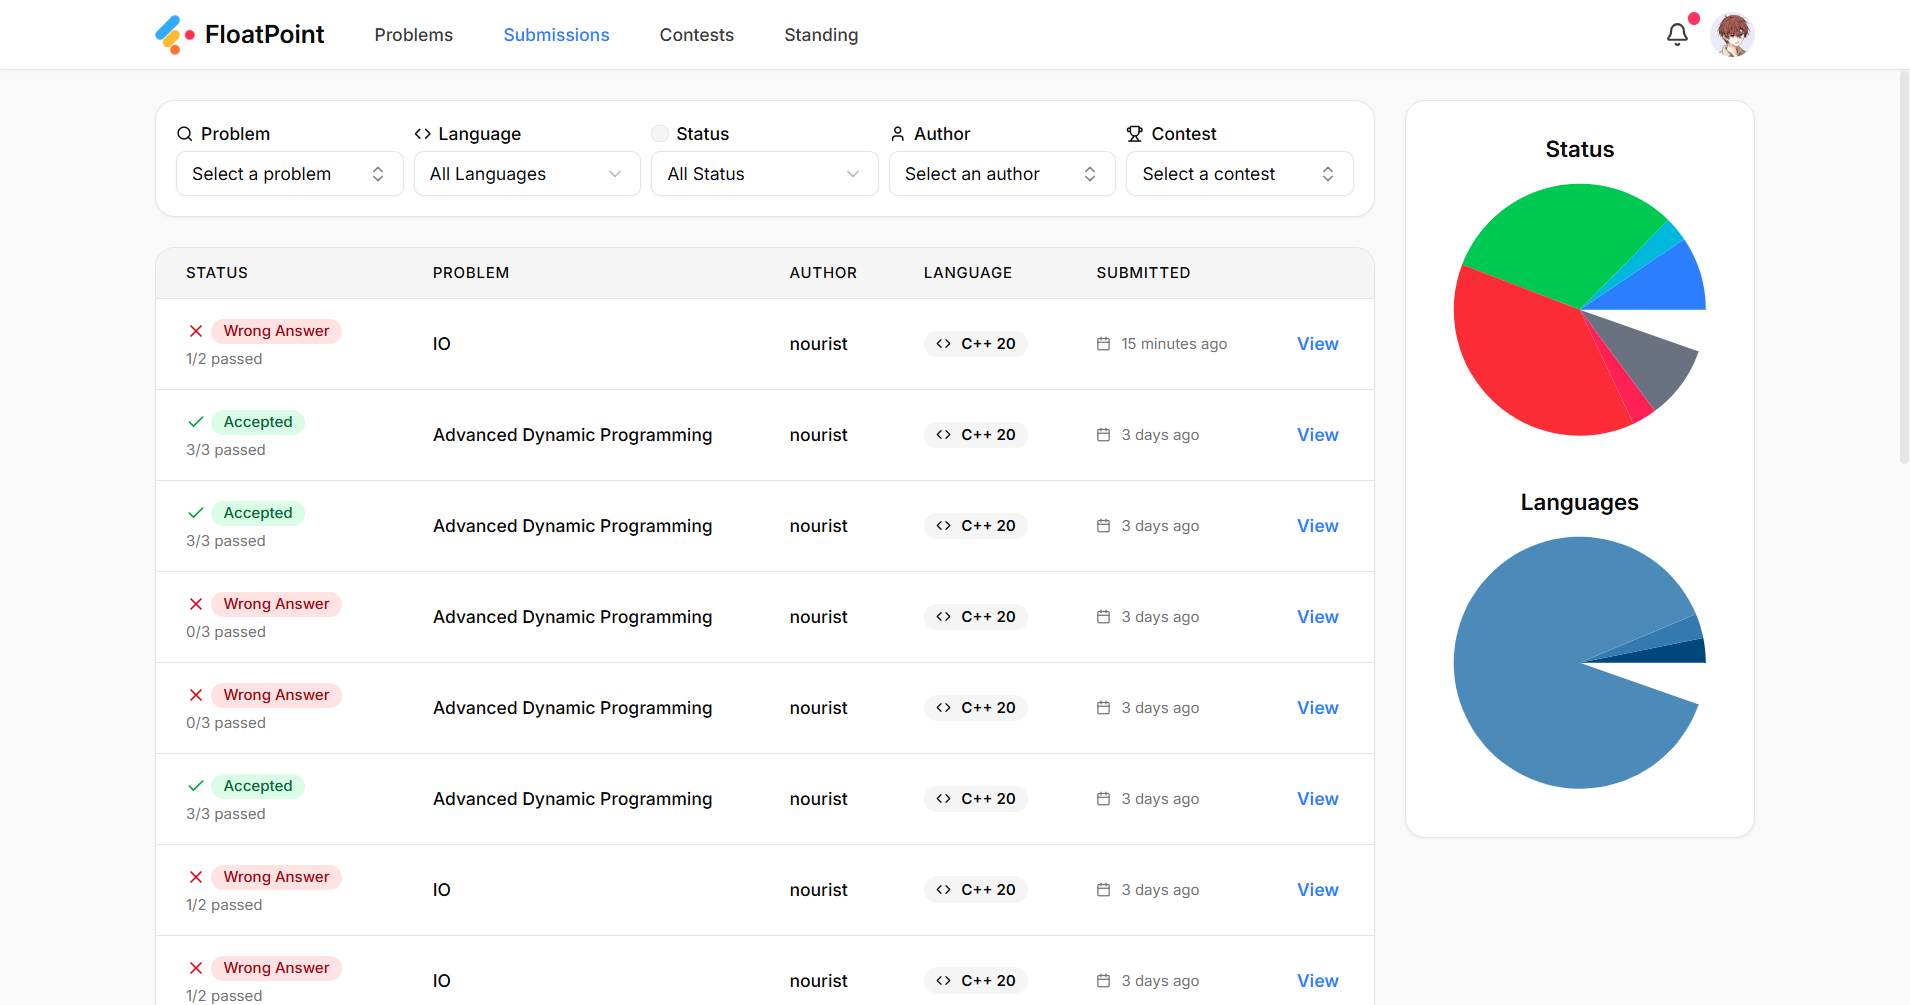 FloatPoint Problems Submissions Contests Standing
Problem Language Status Author Contest
Select a problem All Languages All Status Select an author Select a contest
STATUS PROBLEM AUTHOR LANGUAGE SUBMITTED
Wrong Answer
1/2 passed
IO nourist C++ 20 15 minutes ago View
Accepted
3/3 passed
Advanced Dynamic Programming nourist C++ 20 3 days ago View
Accepted
3/3 passed
Advanced Dynamic Programming nourist C++ 20 3 days ago View
Wrong Answer
0/3 passed
Advanced Dynamic Programming nourist C++ 20 3 days ago View
Wrong Answer
0/3 passed
Advanced Dynamic Programming nourist C++ 20 3 days ago View
Accepted
3/3 passed
Advanced Dynamic Programming nourist C++ 20 3 days ago View
Wrong Answer
1/2 passed
IO nourist C++ 20 3 days ago View
Wrong Answer
1/2 passed
IO nourist C++ 20 3 days ago View
Status
Languages